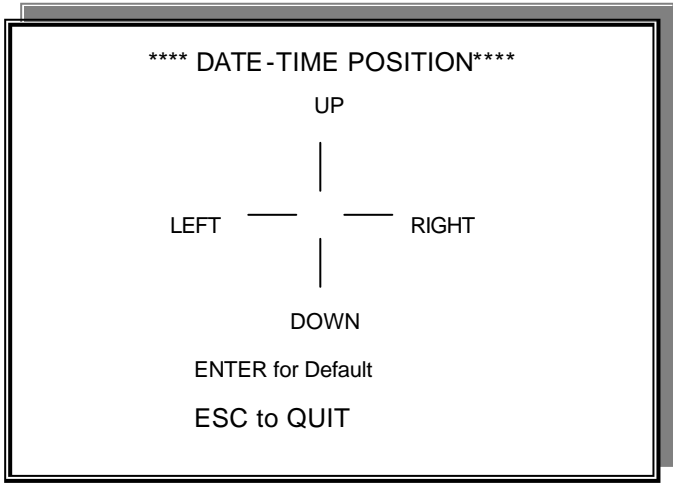 **** DATE-TIME POSITION****
UP
LEFT RIGHT
DOWN
ENTER for Default
ESC to QUIT